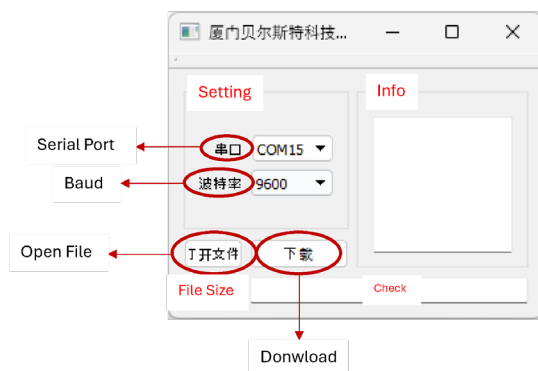 厦门贝尔斯特科技...
Setting
Info
Serial Port
串口
COM15
Baud
波特率
9600
Open File
打开文件
下载
File Size
Check
Donwload